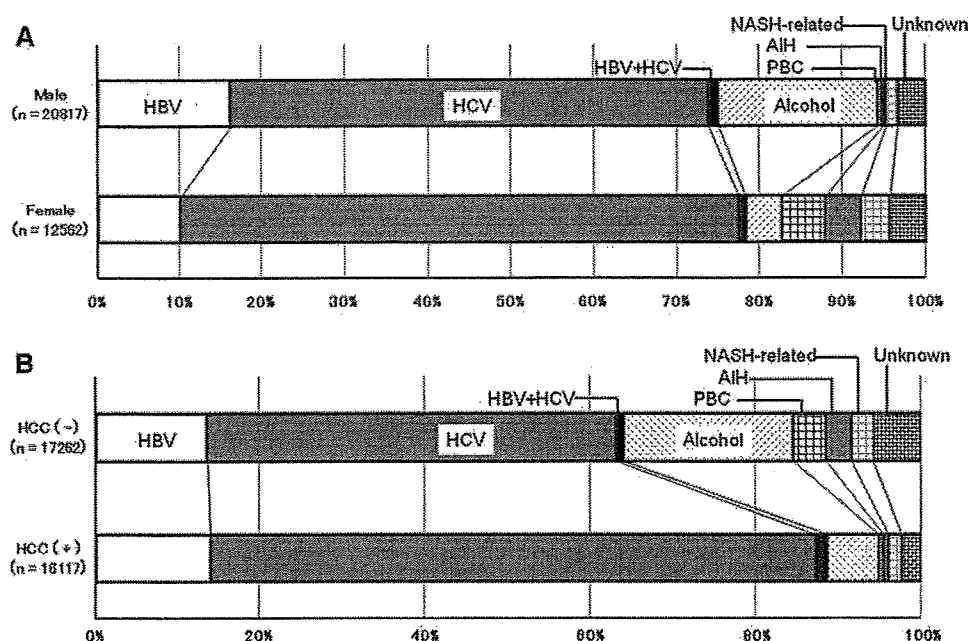 A
NASH-related
Unknown
AIH
HBV+HCV
PBC
Male
(n=20817)
HBV
HCV
Alcohol
Female
(n=12562)
0%
10%
20%
30%
40%
50%
60%
70%
80%
90%
100%
B
NASH-related
Unknown
AIH
HBV+HCV
PBC
HCC(-)
(n=17262)
HBV
HCV
Alcohol
HCC(+)
(n=16117)
0%
20%
40%
60%
80%
100%